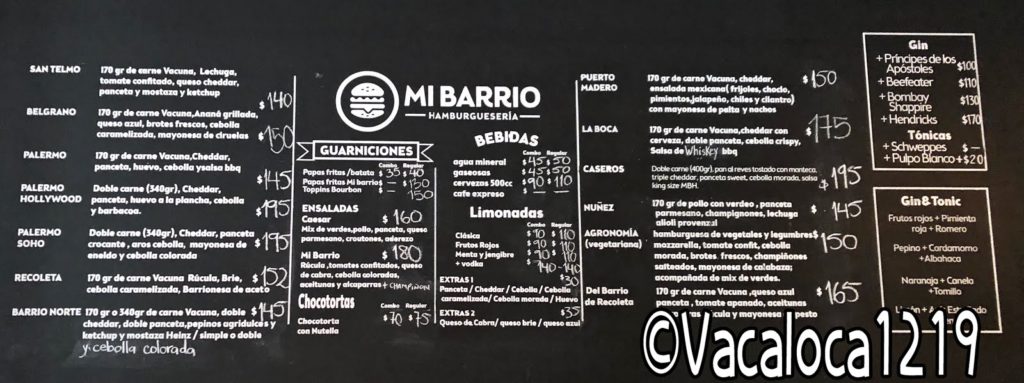 SAN TELMO 170 gr de carne Vacuna, Lechuga,
tomate confitado, queso cheddar,
panceta y mostaza y ketchup
$140
BELGRANO 170 gr de carne Vacuna,Ananá grillada,
queso, brotes frescos, cebolla
caramelizada, mayonesa de ciruelas
$150
PALERMO 170 gr de carne Vacuna,Cheddar,
panceta, huevo, cebolla ysalsa bbq
$145
PALERMO HOLLYWOOD Doble carne (340gr), Cheddar,
panceta, huevo a la plancha, cebolla
y barbacoa.
$195
PALERMO SOHO Doble carne (340gr), Cheddar, panceta
crocante , aros cebolla, mayonesa de
eneldo y cebolla colorada
$195
RECOLETA 170 gr de carne Vacuna Rúcula, Brie,
cebolla caramelizada, Barrionesa de aceto
$152
BARRIO NORTE 170 gr o 340gr de carne Vacuna, doble
cheddar, doble panceta,pepinos agridulces y
ketchup y mostaza Heinz / simple o doble
y cebolla colorada
$145
MI BARRIO
HAMBURGUESERÍA
GUARNICIONES
Combo Regular
Papas fritas/batata $35 $40
Papas fritas Mi barrio $ — $130
Toppins Bourbon — 150
ENSALADAS
Caesar $160
Mix de verdes,pollo, panceta, queso
parmesano, croutones, aderezo
Mi Barrio $180
Rúcula ,tomates confitados, queso
de cabra, cebolla coloradas,
aceitunas y alcaparras + CHAMPIÑON
Chocotortas
Combo Regular
Chocotorta $70 $75
con Nutella
BEBIDAS
Combo Regular
agua mineral $45 $50
gaseosas $45 $50
cervezas 500cc $90 $110
cafe expreso $— $—
Limonadas
Combo Regular
Clásica $70 $110
Frutos Rojos $90 $110
Menta y jengibre $90 $110
+ vodka 140-140
EXTRAS 1 $30
Panceta / Cheddar / Cebolla / Cebolla
caramelizada/ Cebolla morada / Huevo
EXTRAS 2 $35
Queso de Cabra/ queso brie / queso azul
PUERTO MADERO 170 gr de carne Vacuna, cheddar,
ensalada mexicana( frijoles, choclo,
pimientos,jalapeño, chiles y cilantro)
con mayonesa de palta y nachos
$150
LA BOCA 170 gr de carne Vacuna,cheddar con
cerveza, doble panceta, cebolla crispy,
Salsa de Whiskey bbq
$175
CASEROS Doble carne (400gr), pan al reves tostado con manteca,
triple cheddar, panceta sweet, cebolla morada, salsa
king size MBH.
$195
NUÑEZ 170 gr de pollo con verdeo , panceta
parmesano, champignones, lechuga
alioli provenzal
$145
AGRONOMÍA (vegetariana) hamburguesa de vegetales y legumbres
mozzarella, tomate confit, cebolla
morada, brotes frescos, champiñones
salteados, mayonesa de calabaza;
acompañada de mix de verdes.
$150
Del Barrio de Recoleta 170 gr de carne Vacuna ,queso azul
panceta , tomate apanado, aceitunas
$165
Gin
+ Príncipes de los
Apóstoles $100
+ Beefeater $110
+ Bombay
Shappire $130
+ Hendricks $170
Tónicas
+ Schweppes $—
+ Pulpo Blanco +$20
Gin&Tonic
Frutos rojos + Pimienta
roja + Romero
Pepino + Cardamomo
+Albahaca
Naranja + Canela
+Tomillo
©Vacaloca1219